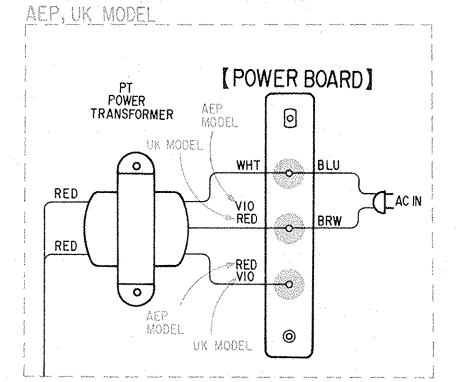 AEP, UK MODEL
【POWER BOARD】
PT
POWER
TRANSFORMER
AEP
MODEL
UK MODEL
WHT
BLU
RED
VIO
RED
BRW
AC IN
RED
RED
VIO
AEP
MODEL
UK MODEL